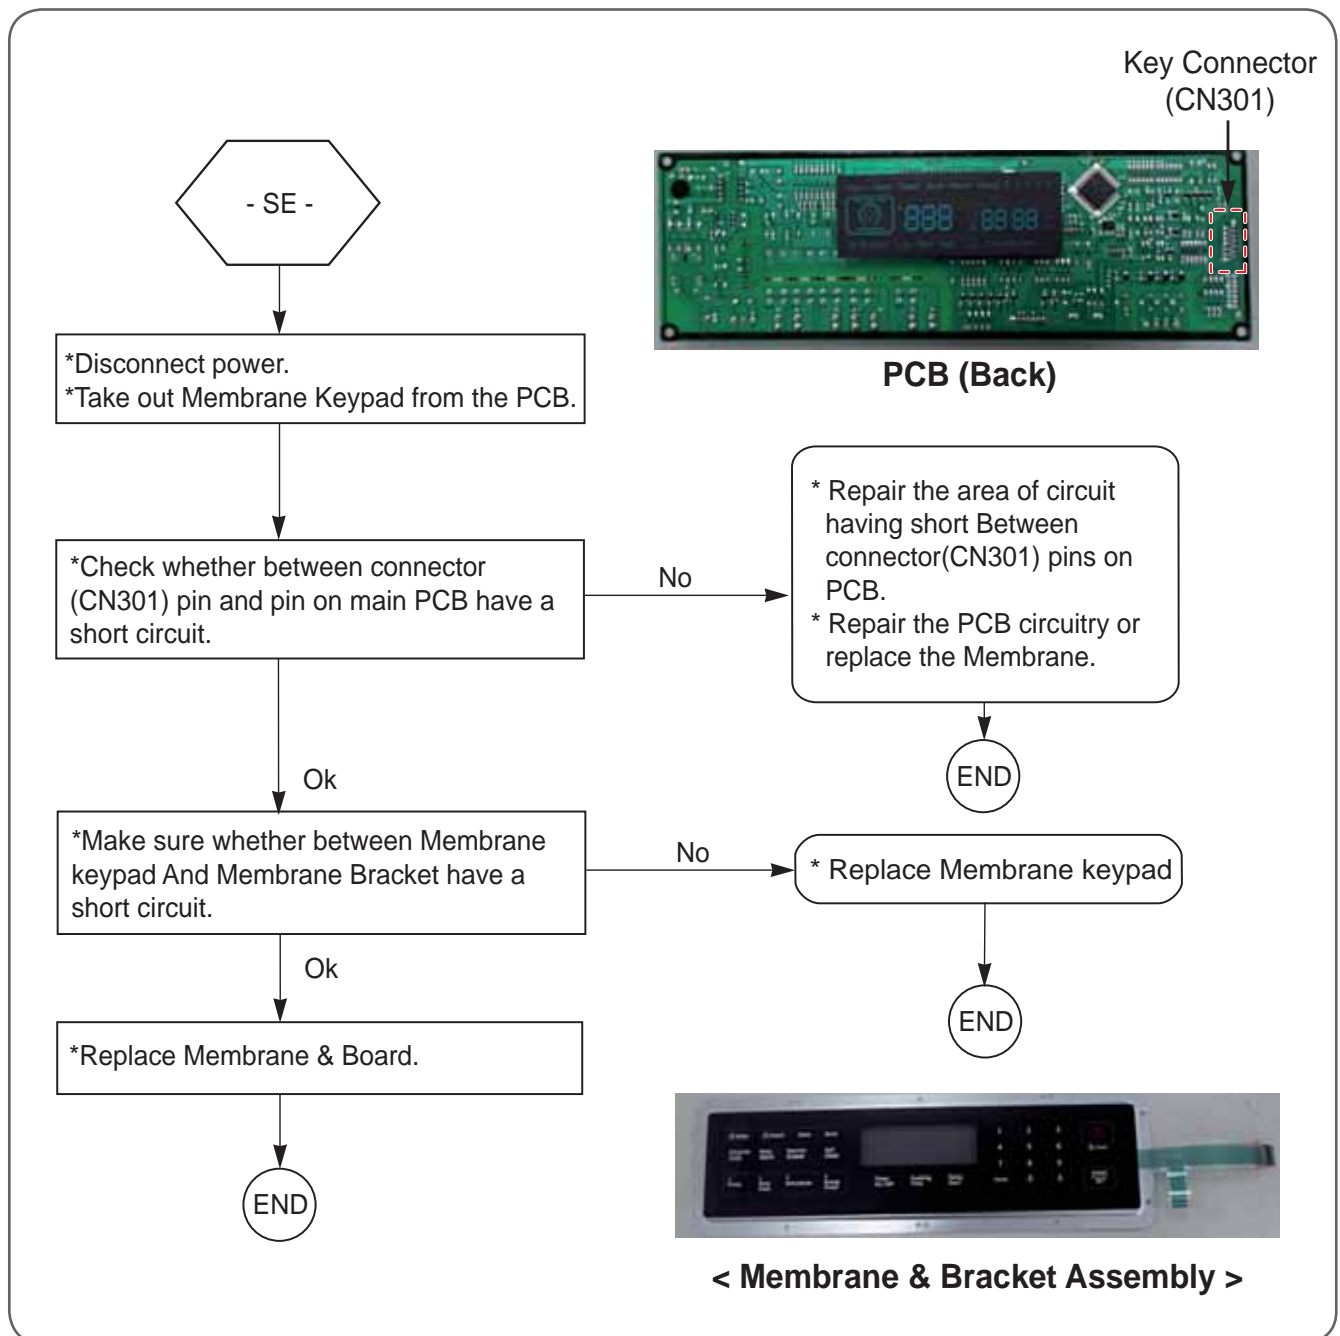 Key Connector
(CN301)
- SE -
PCB (Back)
*Disconnect power.
*Take out Membrane Keypad from the PCB.
*Check whether between connector
(CN301) pin and pin on main PCB have a
short circuit.
No
* Repair the area of circuit
having short Between
connector(CN301) pins on
PCB.
* Repair the PCB circuitry or
replace the Membrane.
END
Ok
*Make sure whether between Membrane
keypad And Membrane Bracket have a
short circuit.
No
* Replace Membrane keypad
END
Ok
*Replace Membrane & Board.
END
< Membrane & Bracket Assembly >